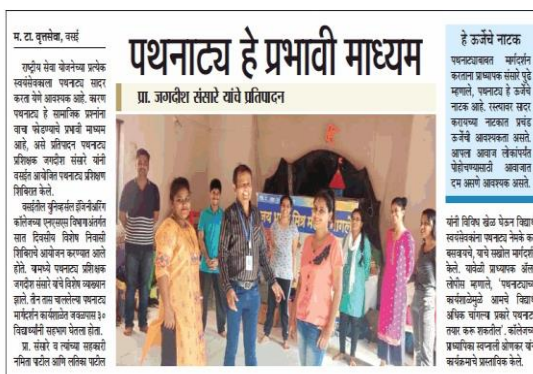 म. टा. वृत्तसेवा, वसई
पथनाट्य हे प्रभावी माध्यम
प्रा. जगदीश संसारे यांचे प्रतिपादन
राष्ट्रीय सेवा योजनेच्या प्रत्येक
स्वयंसेवकाला पथनाट्य सादर
करता येणे आवश्यक आहे. कारण
पथनाट्य हे सामाजिक प्रश्नांना
वाचा फोडण्याचे प्रभावी माध्यम
आहे, असे प्रतिपादन पथनाट्य
प्रशिक्षक जगदीश संसारे यांनी
वसईत आयोजित पथनाट्य प्रशिक्षण
शिबिरात केले.
वसईतील युनिव्हर्सल इंजिनीअरिंग
कॉलेजच्या एनएसएस विभागाअंतर्गत
सात दिवसीय विशेष निवासी
शिबिराचे आयोजन करण्यात आले
होते. यामध्ये पथनाट्य प्रशिक्षक
जगदीश संसारे यांचे विशेष व्याख्यान
झाले. तीन तास चाललेल्या पथनाट्य
मार्गदर्शन कार्यशाळेत जवळपास ३०
विद्यार्थ्यांनी सहभाग घेतला होता.
प्रा. संसारे व त्यांच्या सहकारी
नमिता पाटील आणि लतिका पाटील
हे ऊर्जेचे नाटक
पथनाट्याबाबत मार्गदर्शन
करताना प्राध्यापक संसारे पुढे
म्हणाले, पथनाट्य हे ऊर्जेचे
नाटक आहे. रस्त्यावर सादर
करायच्या नाटकात प्रचंड
ऊर्जेची आवश्यकता असते.
आपला आवाज लोकांपर्यंत
पोहोचण्यासाठी आवाजात
दम असणे आवश्यक असते.
यांनी विविध खेळ घेऊन
स्वयंसेवकांना पथनाट्य नेमके
बसवायचे, याचे सखोल
केले. यावेळी प्राध्यापक
लोपीस म्हणाले,
कार्यशाळेमुळे आमचे
अधिक चांगल्या प्रकारे
तयार करू शकतील'.
प्राध्यापिका स्वप्नाली औणकर
कार्यक्रमाचे प्रास्ताविक केले.